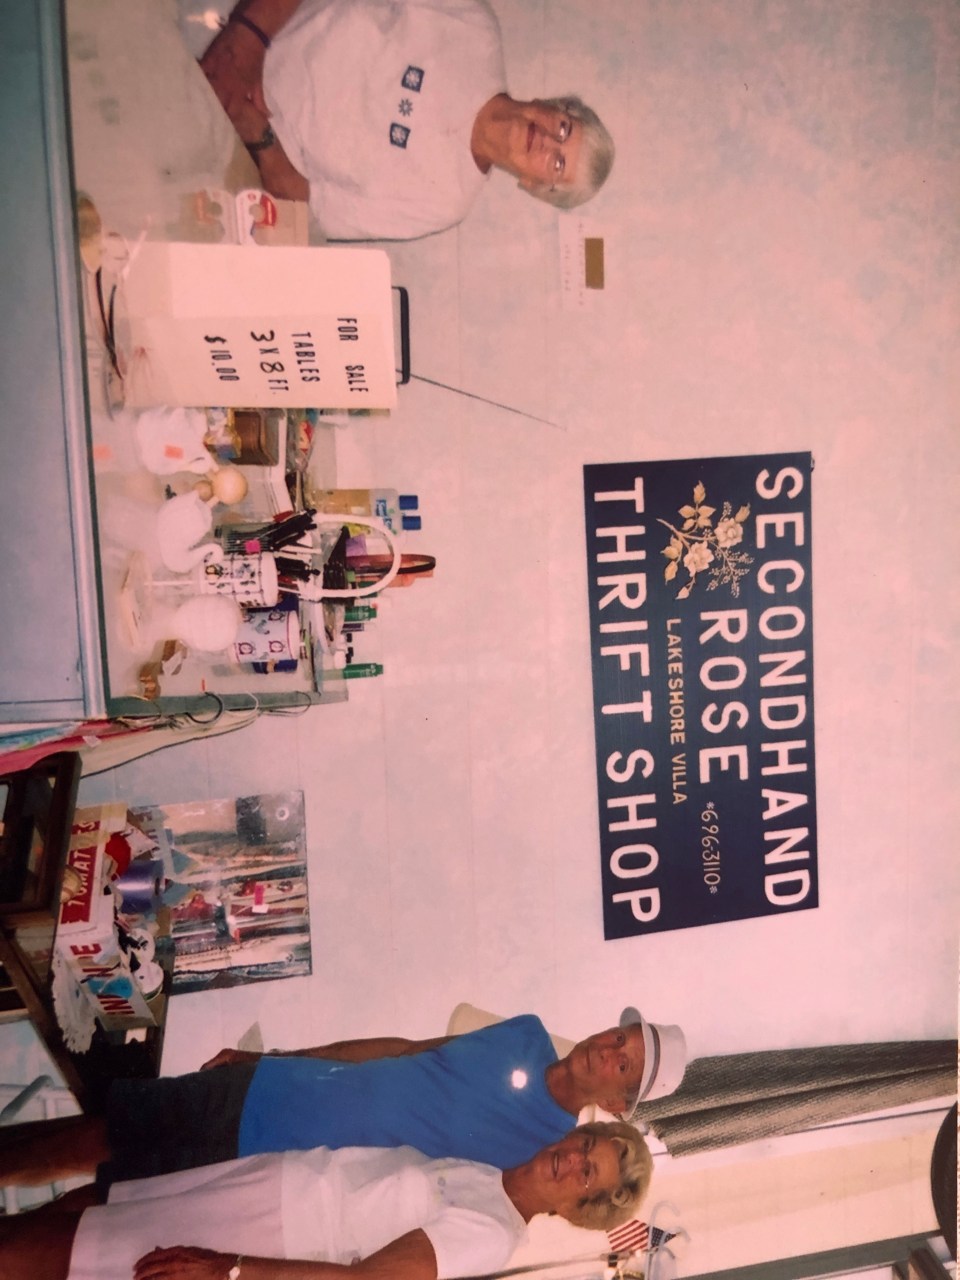 SECONDHAND
ROSE
*696-3110*
LAKESHORE VILLA
THRIFT SHOP
FOR SALE
TABLES
3 X 8 FT.
$ 10.00